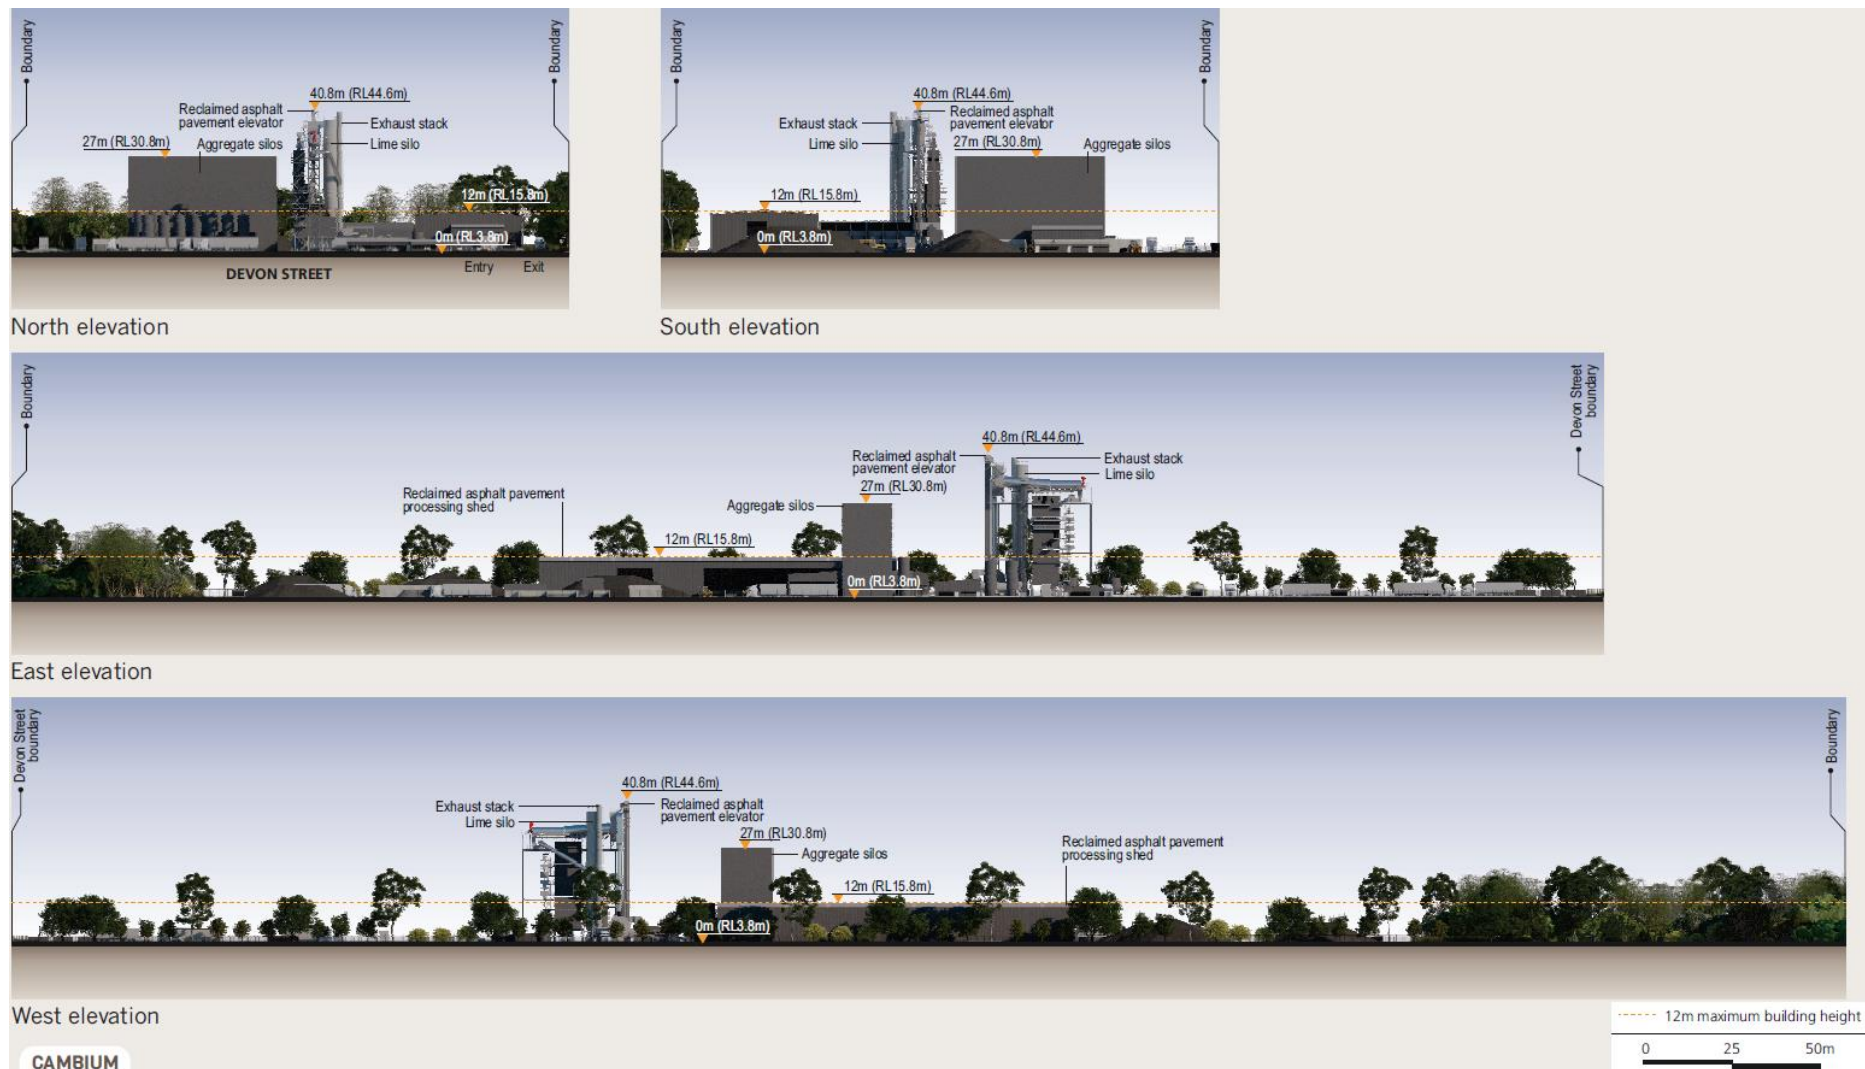 Boundary
Boundary
40.8m (RL44.6m)
Reclaimed asphalt
pavement elevator
Exhaust stack
27m (RL30.8m)
Aggregate silos
Lime silo
12m (RL15.8m)
0m (RL3.8m)
DEVON STREET
Entry
Exit
North elevation
Boundary
Boundary
40.8m (RL44.6m)
Reclaimed asphalt
pavement elevator
Exhaust stack
Lime silo
27m (RL30.8m)
Aggregate silos
12m (RL15.8m)
0m (RL3.8m)
South elevation
Boundary
Devon Street
boundary
40.8m (RL44.6m)
Reclaimed asphalt
pavement elevator
Exhaust stack
Lime silo
27m (RL30.8m)
Reclaimed asphalt pavement
processing shed
Aggregate silos
12m (RL15.8m)
0m (RL3.8m)
East elevation
Devon Street
boundary
Boundary
40.8m (RL44.6m)
Exhaust stack
Reclaimed asphalt
pavement elevator
Lime silo
27m (RL30.8m)
Reclaimed asphalt pavement
processing shed
Aggregate silos
12m (RL15.8m)
0m (RL3.8m)
West elevation
12m maximum building height
0 25 50m
CAMBIUM